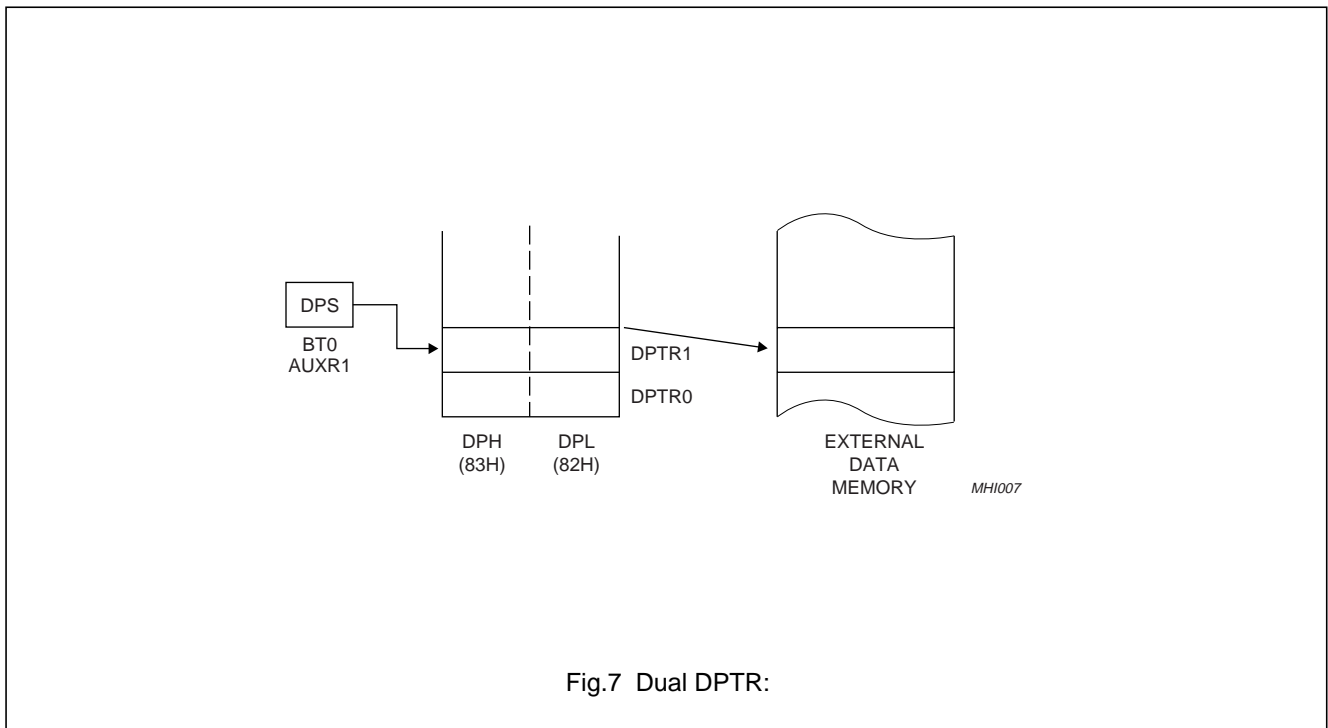 DPS
BT0
AUXR1
DPTR1
DPTR0
DPH
(83H)
DPL
(82H)
EXTERNAL
DATA
MEMORY
MHI007
Fig.7 Dual DPTR: